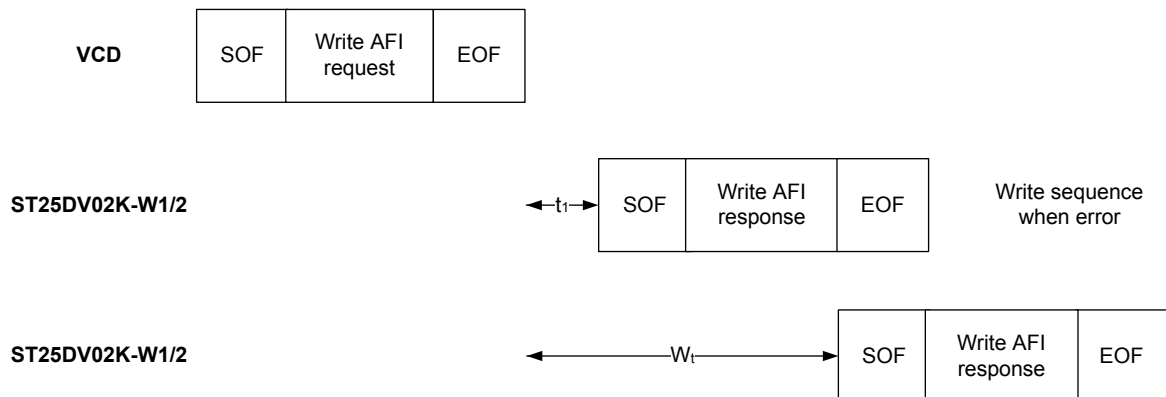 VCD
SOF
Write AFI
request
EOF
ST25DV02K-W1/2
t1
SOF
Write AFI
response
EOF
Write sequence
when error
ST25DV02K-W1/2
Wt
SOF
Write AFI
response
EOF